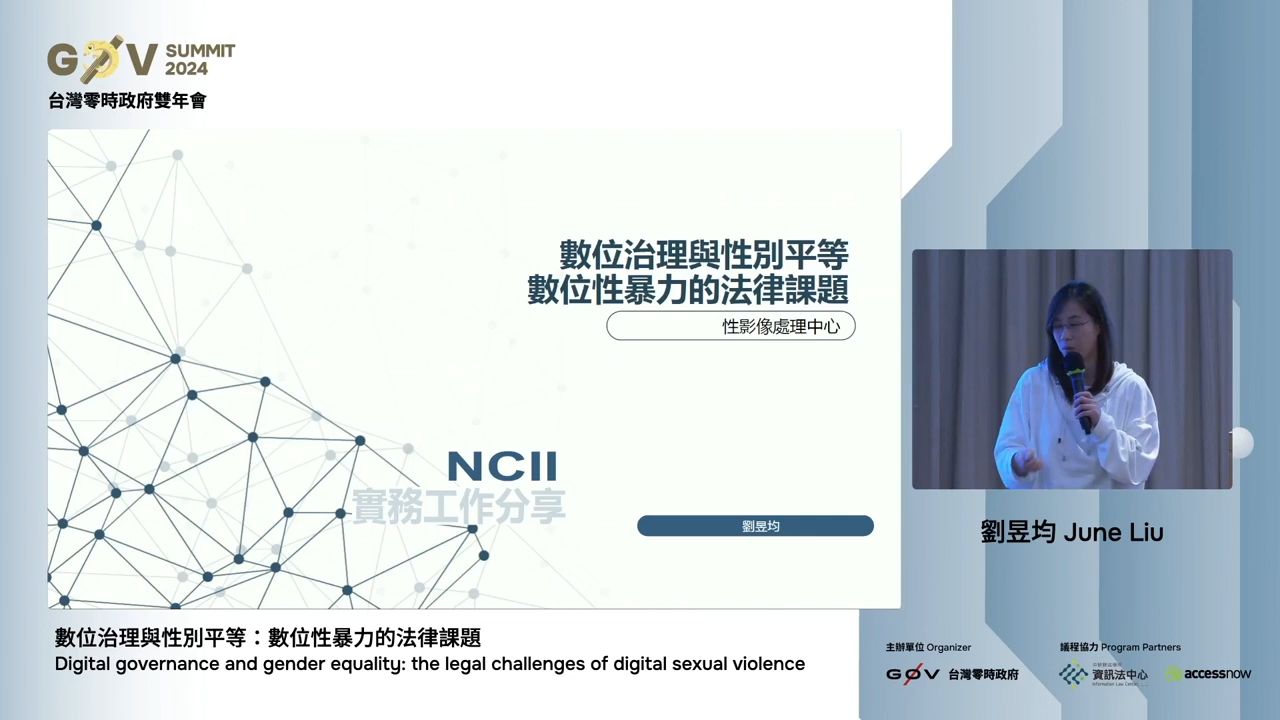 G0V SUMMIT 2024
台灣零時政府雙年會
數位治理與性別平等
數位性暴力的法律課題
性影像處理中心
NCII
實務工作分享
劉昱均
劉昱均 June Liu
數位治理與性別平等：數位性暴力的法律課題
Digital governance and gender equality: the legal challenges of digital sexual violence
主辦單位 Organizer
G0V 台灣零時政府
議程協力 Program Partners
資訊法中心
Information Law Center
accessnow